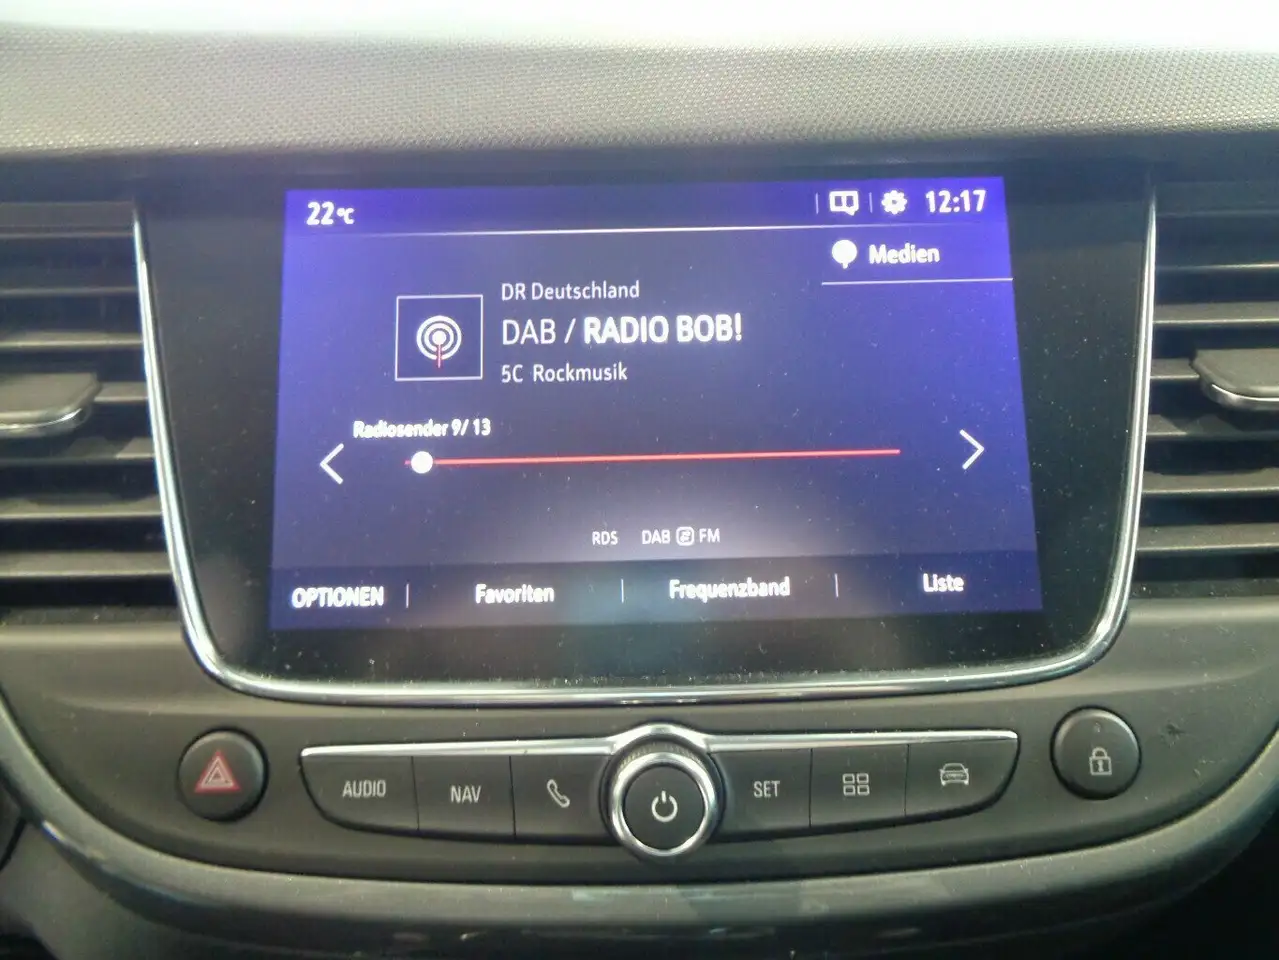 22°C
12:17
Medien
DR Deutschland
DAB / RADIO BOB!
5C Rockmusik
Radiosender 9/13
RDS DAB FM
OPTIONEN Favoriten Frequenzband Liste
AUDIO NAV SET